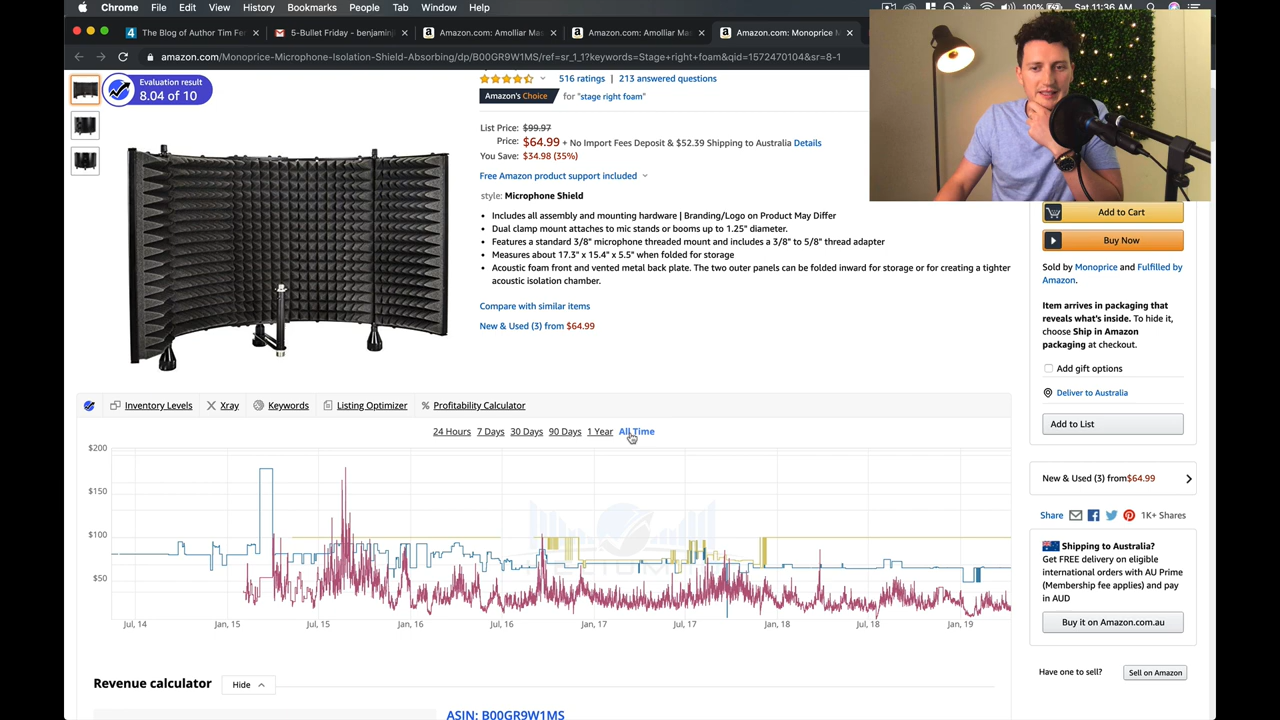 Chrome File Edit View History Bookmarks People Tab Window Help
100% Sat 11:36 AM
The Blog of Author Tim Fer
5-Bullet Friday - benjaminj
Amazon.com: Amolliar Mas
Amazon.com: Amolliar Mas
Amazon.com: Monoprice M
amazon.com/Monoprice-Microphone-Isolation-Shield-Absorbing/dp/B00GR9W1MS/ref=sr_1_1?keywords=Stage+right+foam&qid=1572470104&sr=8-1
Evaluation result
8.04 of 10
516 ratings | 213 answered questions
Amazon's Choice for "stage right foam"
List Price: $99.97
Price: $64.99 + No Import Fees Deposit & $52.39 Shipping to Australia Details
You Save: $34.98 (35%)
Free Amazon product support included
style: Microphone Shield
• Includes all assembly and mounting hardware | Branding/Logo on Product May Differ
• Dual clamp mount attaches to mic stands or booms up to 1.25" diameter.
• Features a standard 3/8" microphone threaded mount and includes a 3/8" to 5/8" thread adapter
• Measures about 17.3" x 15.4" x 5.5" when folded for storage
• Acoustic foam front and vented metal back plate. The two outer panels can be folded inward for storage or for creating a tighter
acoustic isolation chamber.
Compare with similar items
New & Used (3) from $64.99
Add to Cart
Buy Now
Sold by Monoprice and Fulfilled by
Amazon.
Item arrives in packaging that
reveals what's inside. To hide it,
choose Ship in Amazon
packaging at checkout.
Add gift options
Deliver to Australia
Add to List
New & Used (3) from$64.99
Share 1K+ Shares
Shipping to Australia?
Get FREE delivery on eligible
international orders with AU Prime
(Membership fee applies) and pay
in AUD
Buy it on Amazon.com.au
Have one to sell? Sell on Amazon
Inventory Levels Xray Keywords Listing Optimizer % Profitability Calculator
24 Hours 7 Days 30 Days 90 Days 1 Year All Time
$200
$150
$100
$50
Jul, 14 Jan, 15 Jul, 15 Jan, 16 Jul, 16 Jan, 17 Jul, 17 Jan, 18 Jul, 18 Jan, 19
Revenue calculator Hide
ASIN: B00GR9W1MS